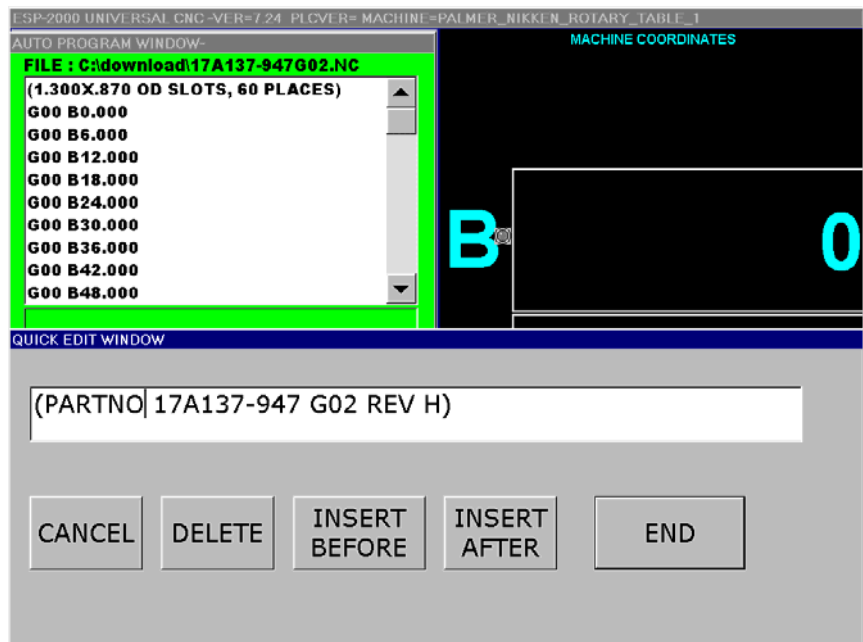 ESP-2000 UNIVERSAL CNC -VER=7.24 PLCVER= MACHINE=PALMER_NIKKEN_ROTARY_TABLE_1
AUTO PROGRAM WINDOW-
MACHINE COORDINATES
FILE : C:\download\17A137-947G02.NC
(1.300X.870 OD SLOTS, 60 PLACES)
G00 B0.000
G00 B6.000
G00 B12.000
G00 B18.000
G00 B24.000
G00 B30.000
G00 B36.000
G00 B42.000
G00 B48.000
B 0
QUICK EDIT WINDOW
(PARTNO 17A137-947 G02 REV H)
CANCEL
DELETE
INSERT
BEFORE
INSERT
AFTER
END